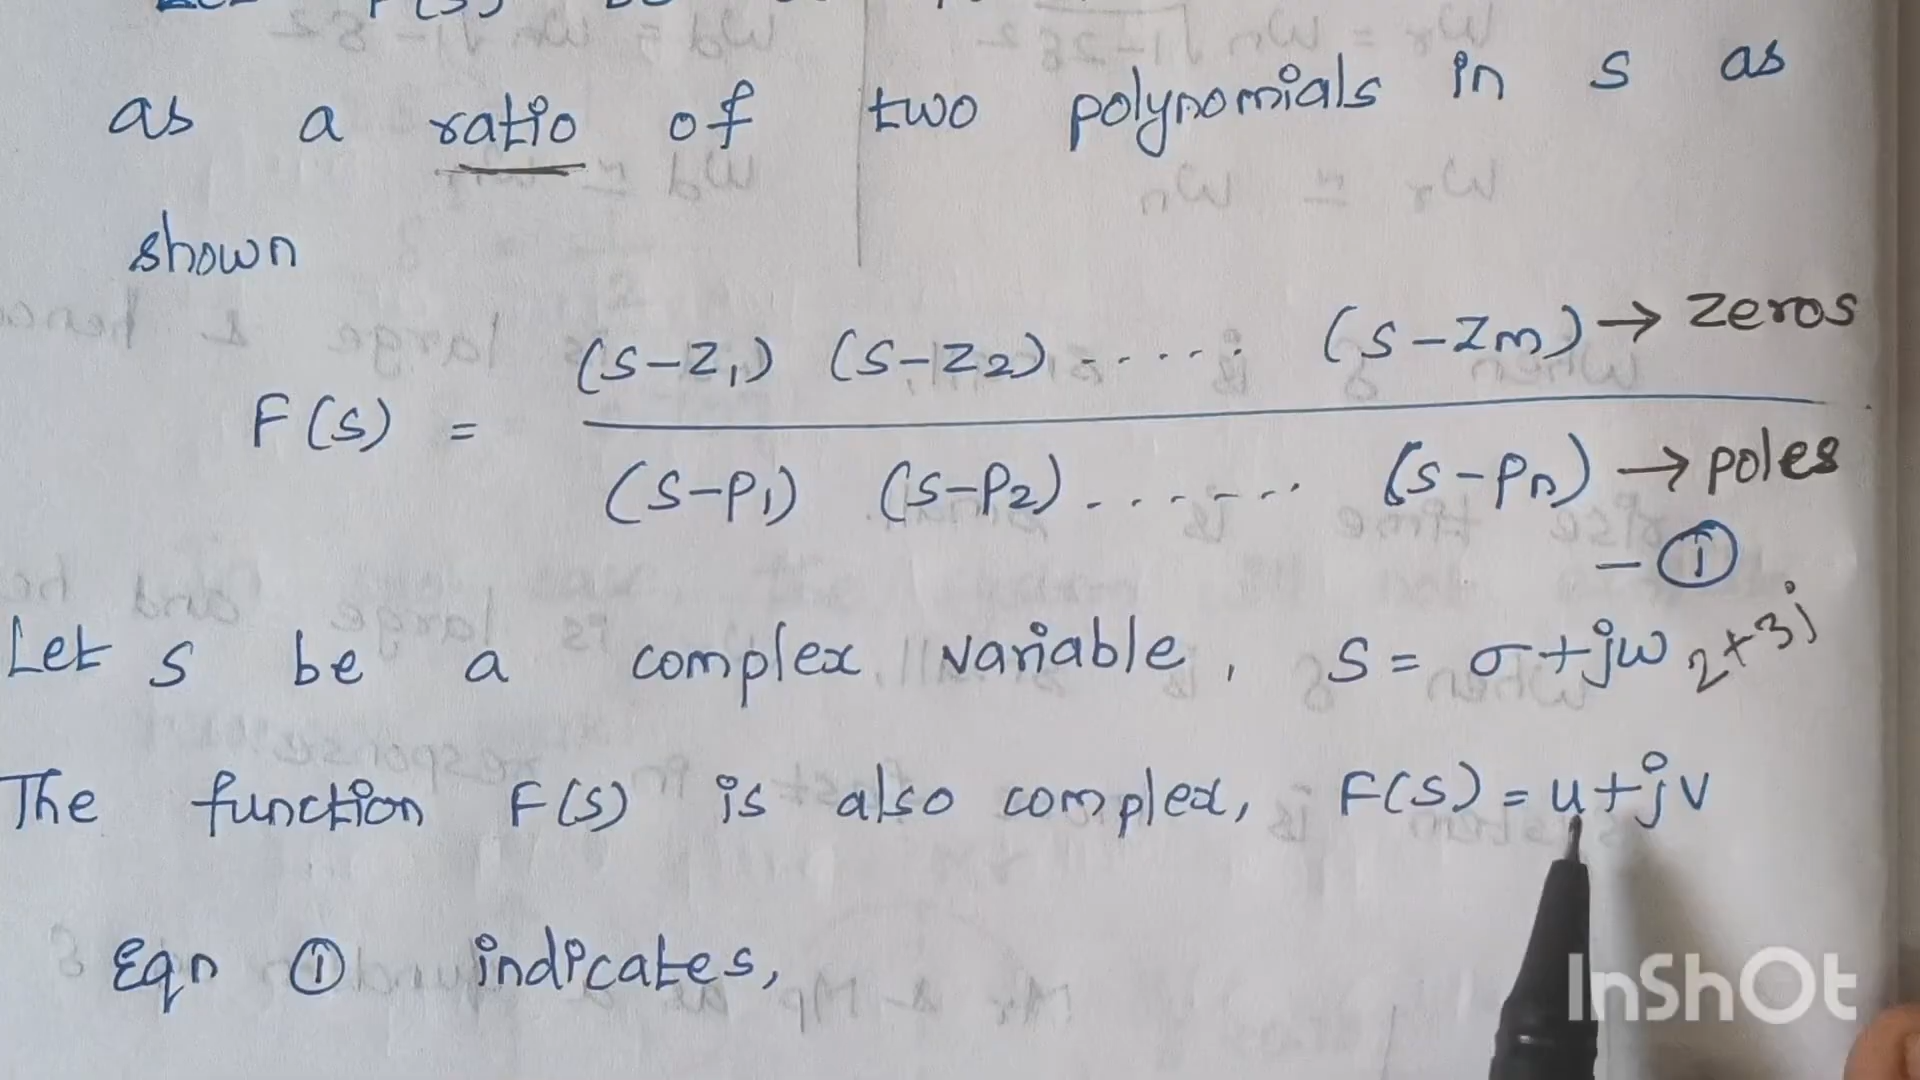 F(S)
as a ratio of two polynomials in s as
shown
F(S) = (S-Z₁) (S-Z₂)...... (S-Zm) → zeros
(S-P₁) (S-P₂)....... (S-Pn) → poles
- ①
Let S be a complex variable, S = σ+jω 2+3j
The function F(S) is also complex, F(S) = u+jv
Eqn ① indicates,
InShOt